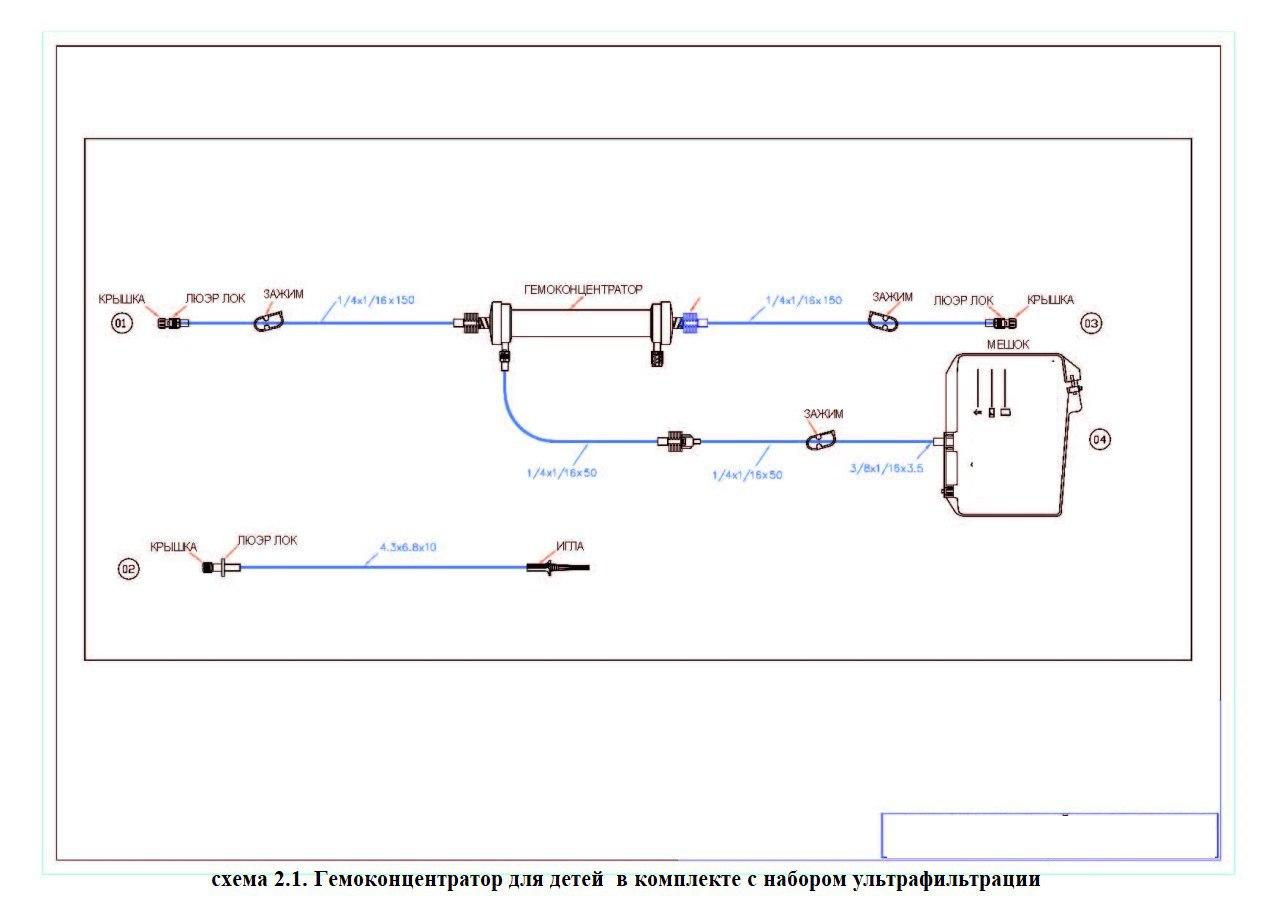 ГЕМОКОНЦЕНТРАТОР
КРЫШКА ЛЮЭР ЛОК ЗАЖИМ 1/4x1/16x150 1/4x1/16x150 ЗАЖИМ ЛЮЭР ЛОК КРЫШКА
01 03
МЕШОК
ЗАЖИМ
04
1/4x1/16x50 1/4x1/16x50 3/8x1/16x3.5
КРЫШКА ЛЮЭР ЛОК 4.3x6.8x10 ИГЛА
02
схема 2.1. Гемоконцентратор для детей в комплекте с набором ультрафильтрации